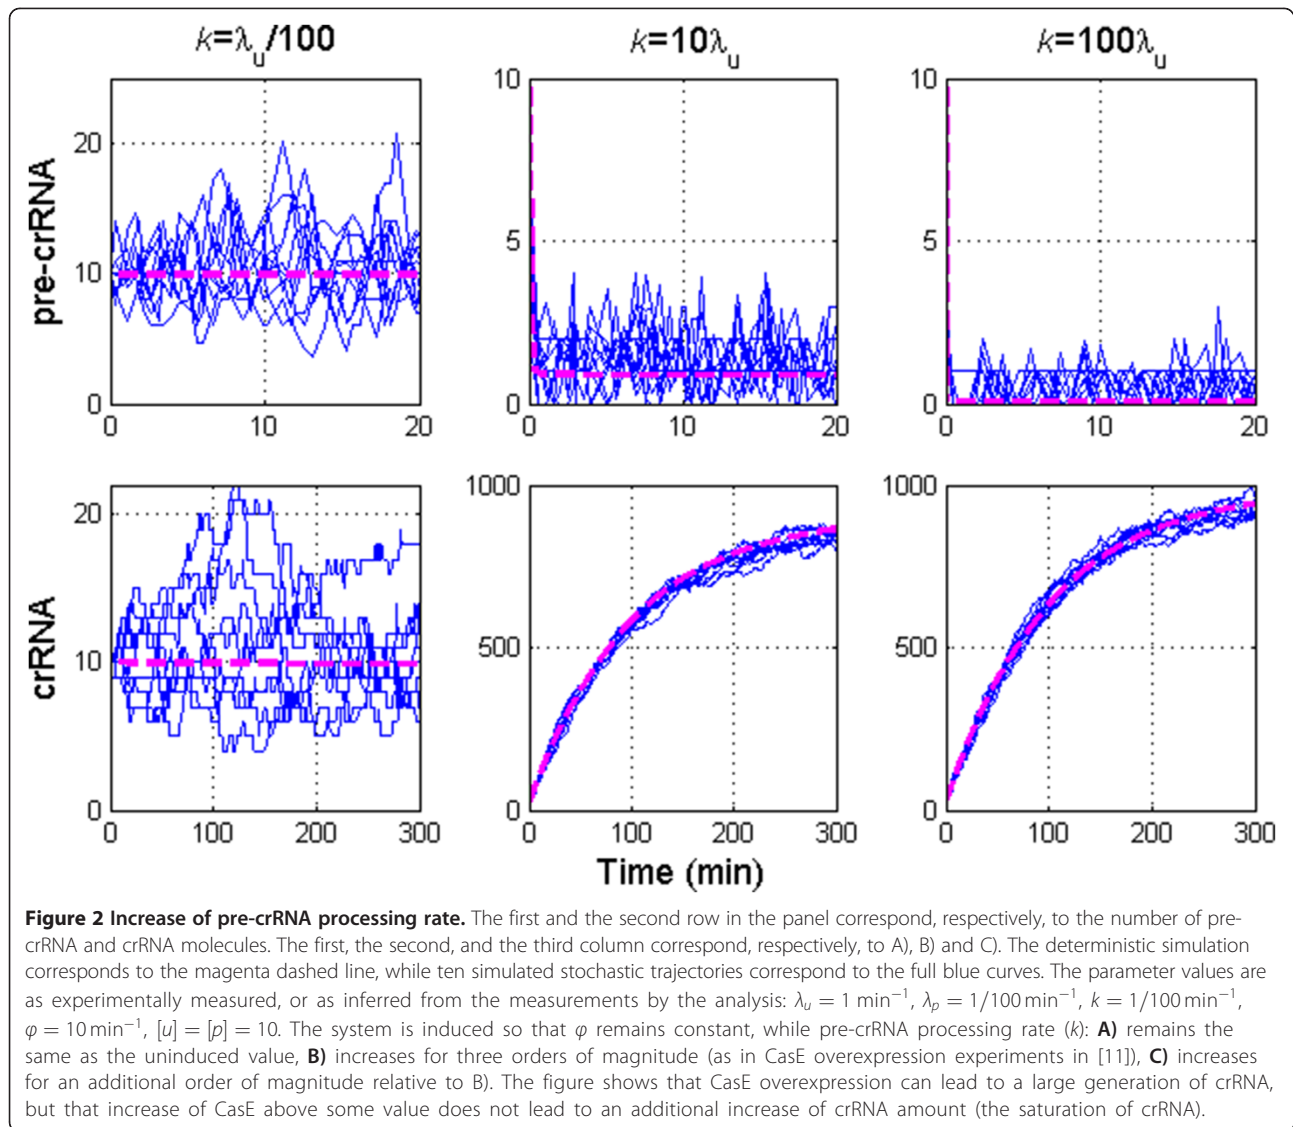 k=λu/100
k=10λu
k=100λu
pre-crRNA
20
10
0
0
10
20
10
5
0
0
10
20
10
5
0
0
10
20
crRNA
20
10
0
0
100
200
300
1000
500
0
0
100
200
300
1000
500
0
0
100
200
300
Time (min)
Figure 2 Increase of pre-crRNA processing rate. The first and the second row in the panel correspond, respectively, to the number of pre-
crRNA and crRNA molecules. The first, the second, and the third column correspond, respectively, to A), B) and C). The deterministic simulation
corresponds to the magenta dashed line, while ten simulated stochastic trajectories correspond to the full blue curves. The parameter values are
as experimentally measured, or as inferred from the measurements by the analysis: λu = 1 min⁻¹, λp = 1/100 min⁻¹, k = 1/100 min⁻¹,
φ = 10 min⁻¹, [u] = [p] = 10. The system is induced so that φ remains constant, while pre-crRNA processing rate (k): A) remains the
same as the uninduced value, B) increases for three orders of magnitude (as in CasE overexpression experiments in [11]), C) increases
for an additional order of magnitude relative to B). The figure shows that CasE overexpression can lead to a large generation of crRNA,
but that increase of CasE above some value does not lead to an additional increase of crRNA amount (the saturation of crRNA).